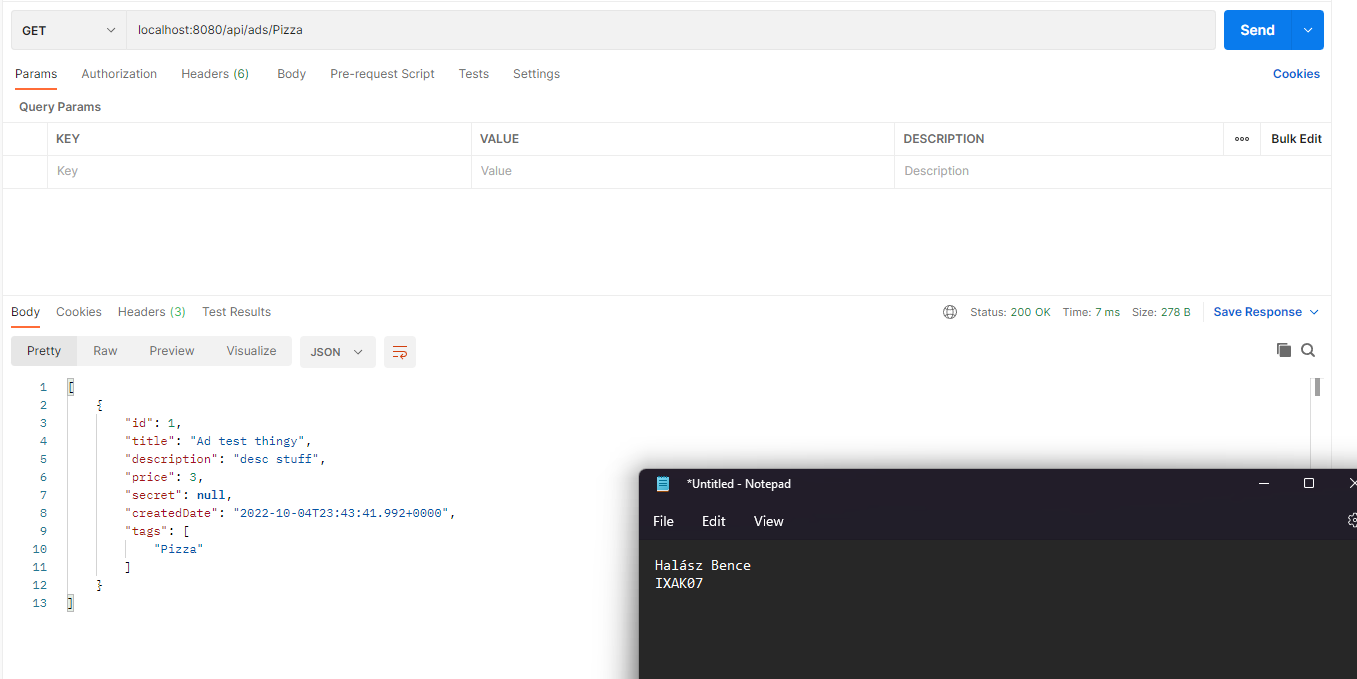 GET localhost:8080/api/ads/Pizza Send
Params Authorization Headers (6) Body Pre-request Script Tests Settings Cookies
Query Params
KEY VALUE DESCRIPTION ooo Bulk Edit
Key Value Description
Body Cookies Headers (3) Test Results Status: 200 OK Time: 7 ms Size: 278 B Save Response
Pretty Raw Preview Visualize JSON
1 [
2 {
3 "id": 1,
4 "title": "Ad test thingy",
5 "description": "desc stuff",
6 "price": 3,
7 "secret": null,
8 "createdDate": "2022-10-04T23:43:41.992+0000",
9 "tags": [
10 "Pizza"
11 ]
12 }
13 ]
*Untitled - Notepad
File Edit View
Halász Bence
IXAK07